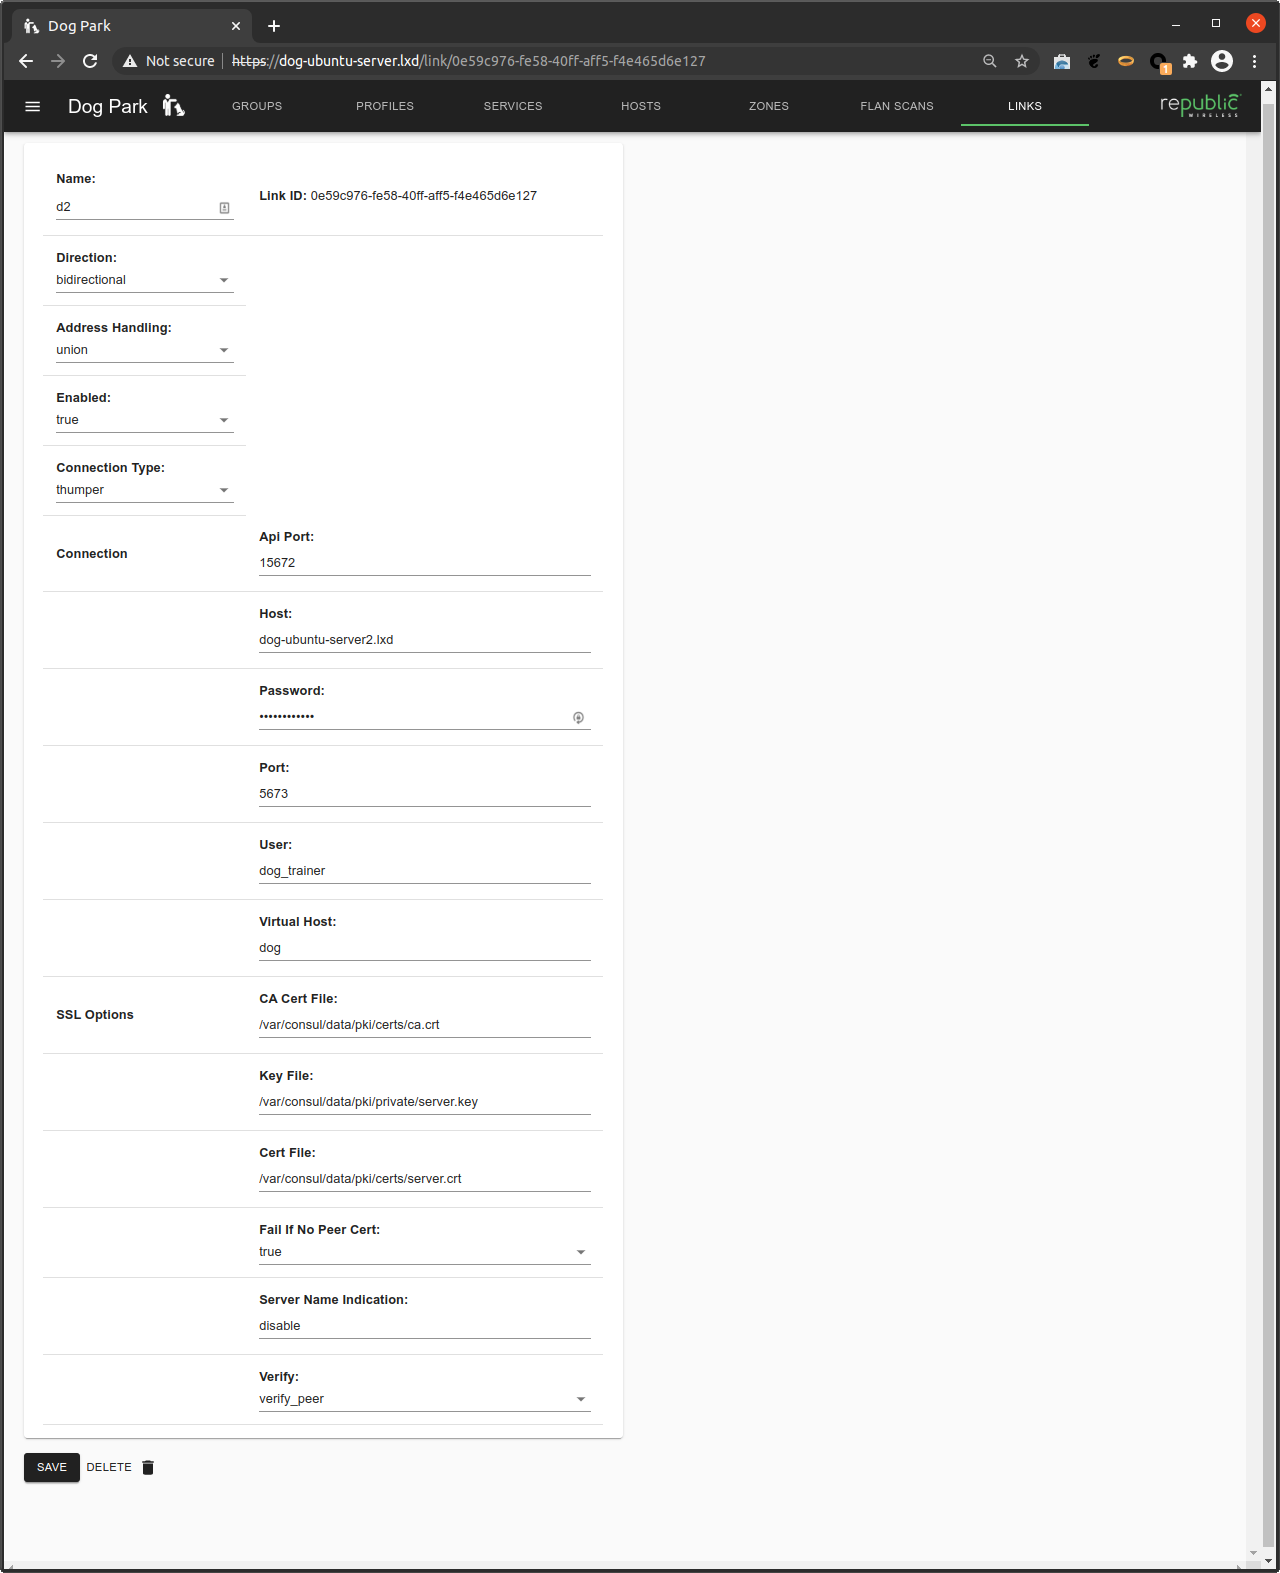 Dog Park
Not secure https://dog-ubuntu-server.lxd/link/0e59c976-fe58-40ff-aff5-f4e465d6e127
1
Dog Park GROUPS PROFILES SERVICES HOSTS ZONES FLAN SCANS LINKS republic
WIRELESS
Name:
d2
Link ID: 0e59c976-fe58-40ff-aff5-f4e465d6e127
Direction:
bidirectional
Address Handling:
union
Enabled:
true
Connection Type:
thumper
Connection
Api Port:
15672
Host:
dog-ubuntu-server2.lxd
Password:
••••••••••••
Port:
5673
User:
dog_trainer
Virtual Host:
dog
SSL Options
CA Cert File:
/var/consul/data/pki/certs/ca.crt
Key File:
/var/consul/data/pki/private/server.key
Cert File:
/var/consul/data/pki/certs/server.crt
Fail If No Peer Cert:
true
Server Name Indication:
disable
Verify:
verify_peer
SAVE DELETE